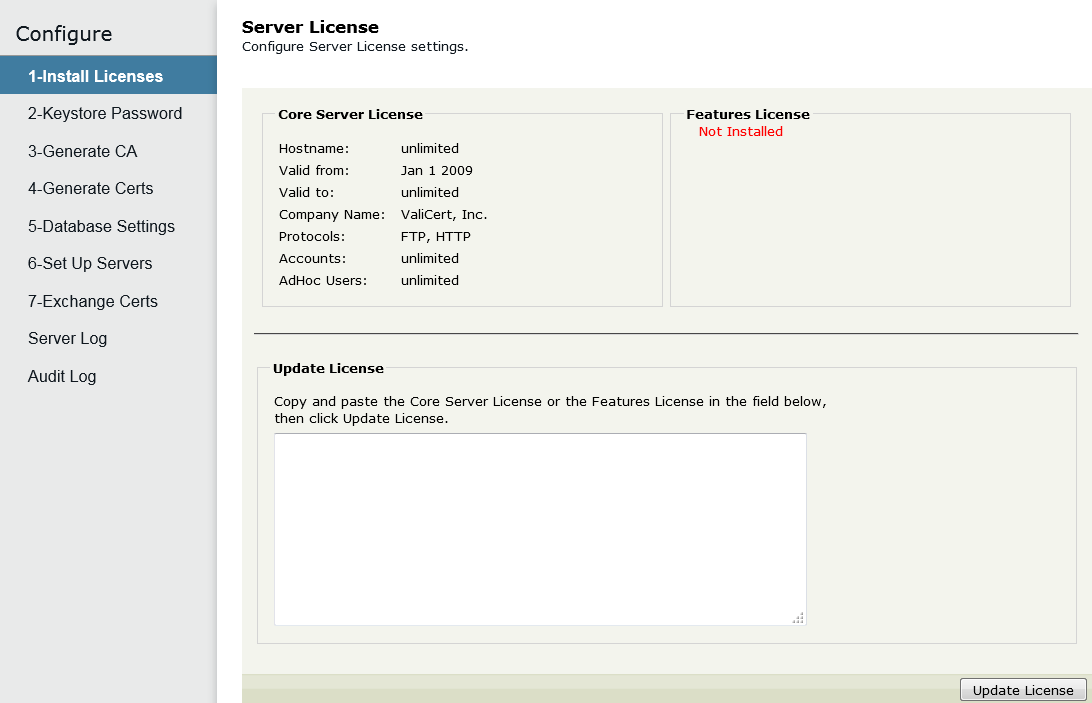 Configure
1-Install Licenses
2-Keystore Password
3-Generate CA
4-Generate Certs
5-Database Settings
6-Set Up Servers
7-Exchange Certs
Server Log
Audit Log
Server License
Configure Server License settings.
Core Server License
Hostname: unlimited
Valid from: Jan 1 2009
Valid to: unlimited
Company Name: ValiCert, Inc.
Protocols: FTP, HTTP
Accounts: unlimited
AdHoc Users: unlimited
Features License
Not Installed
Update License
Copy and paste the Core Server License or the Features License in the field below,
then click Update License.
Update License